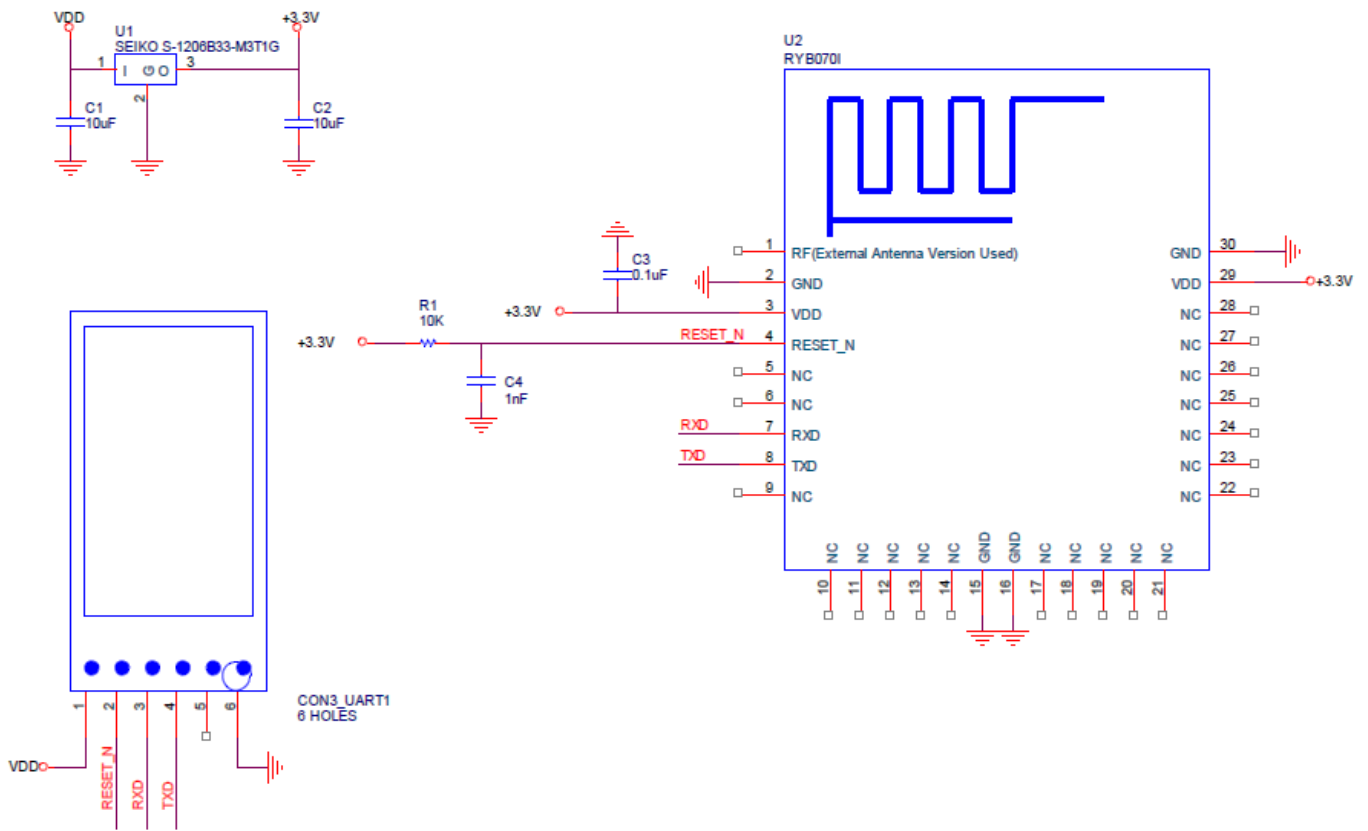 VDD
+3.3V
U1
SEIKO S-1206B33-M3T1G
1
I GO
3
2
C1
10uF
C2
10uF
U2
RYB070I
C3
0.1uF
+3.3V
R1
10K
+3.3V
C4
1nF
RESET_N
RXD
TXD
1 RF(External Antenna Version Used)
2 GND
3 VDD
4 RESET_N
5 NC
6 NC
7 RXD
8 TXD
9 NC
GND 30
VDD 29
+3.3V
NC 28
NC 27
NC 26
NC 25
NC 24
NC 23
NC 22
NC NC NC NC NC GND GND NC NC NC NC NC
10 11 12 13 14 15 16 17 18 19 20 21
CON3_UART1
6 HOLES
1 2 3 4 5 6
VDD
RESET_N
RXD
TXD